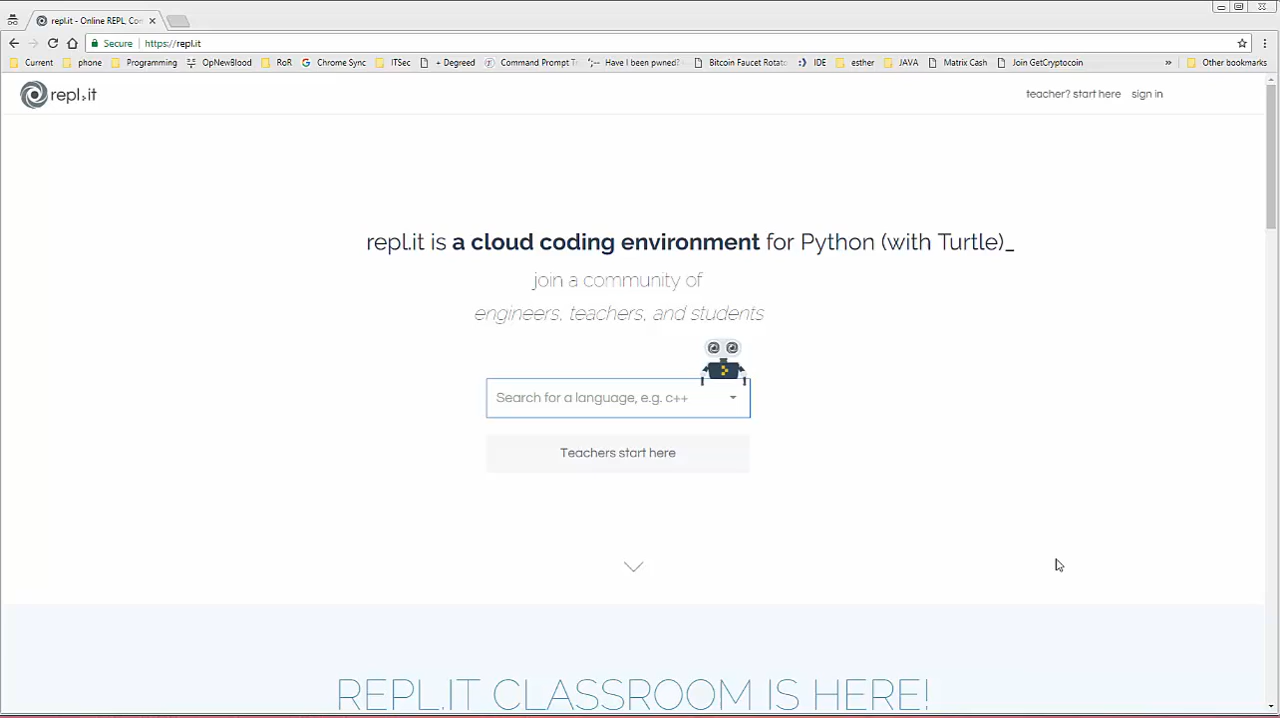 repl.it - Online REPL, Con
Secure https://repl.it
Current phone Programming OpNewBlood RoR Chrome Sync ITSec + Degreed Command Prompt Tr Have I been pwned? Bitcoin Faucet Rotato IDE esther JAVA Matrix Cash Join GetCryptocoin » Other bookmarks
repl.it teacher? start here sign in
repl.it is a cloud coding environment for Python (with Turtle)_
join a community of
engineers, teachers, and students
Search for a language, e.g. c++
Teachers start here
REPL.IT CLASSROOM IS HERE!